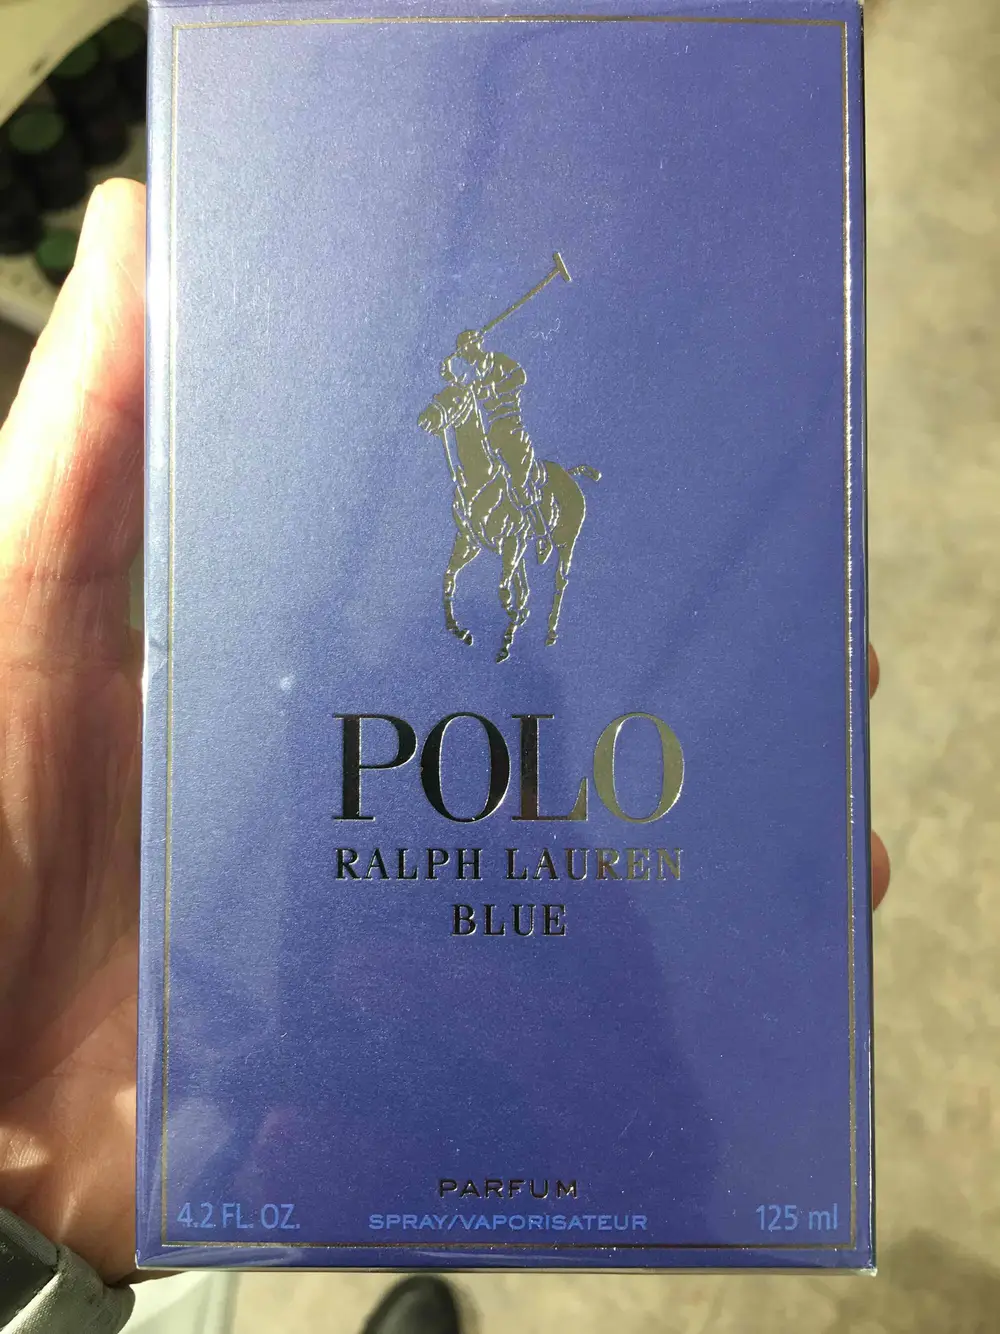 POLO
RALPH LAUREN
BLUE
PARFUM
4.2 FL. OZ. SPRAY/VAPORISATEUR 125 ml